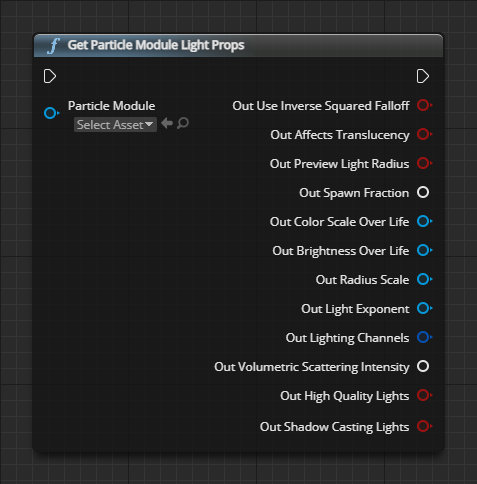 Get Particle Module Light Props
Particle Module
Select Asset
Out Use Inverse Squared Falloff
Out Affects Translucency
Out Preview Light Radius
Out Spawn Fraction
Out Color Scale Over Life
Out Brightness Over Life
Out Radius Scale
Out Light Exponent
Out Lighting Channels
Out Volumetric Scattering Intensity
Out High Quality Lights
Out Shadow Casting Lights